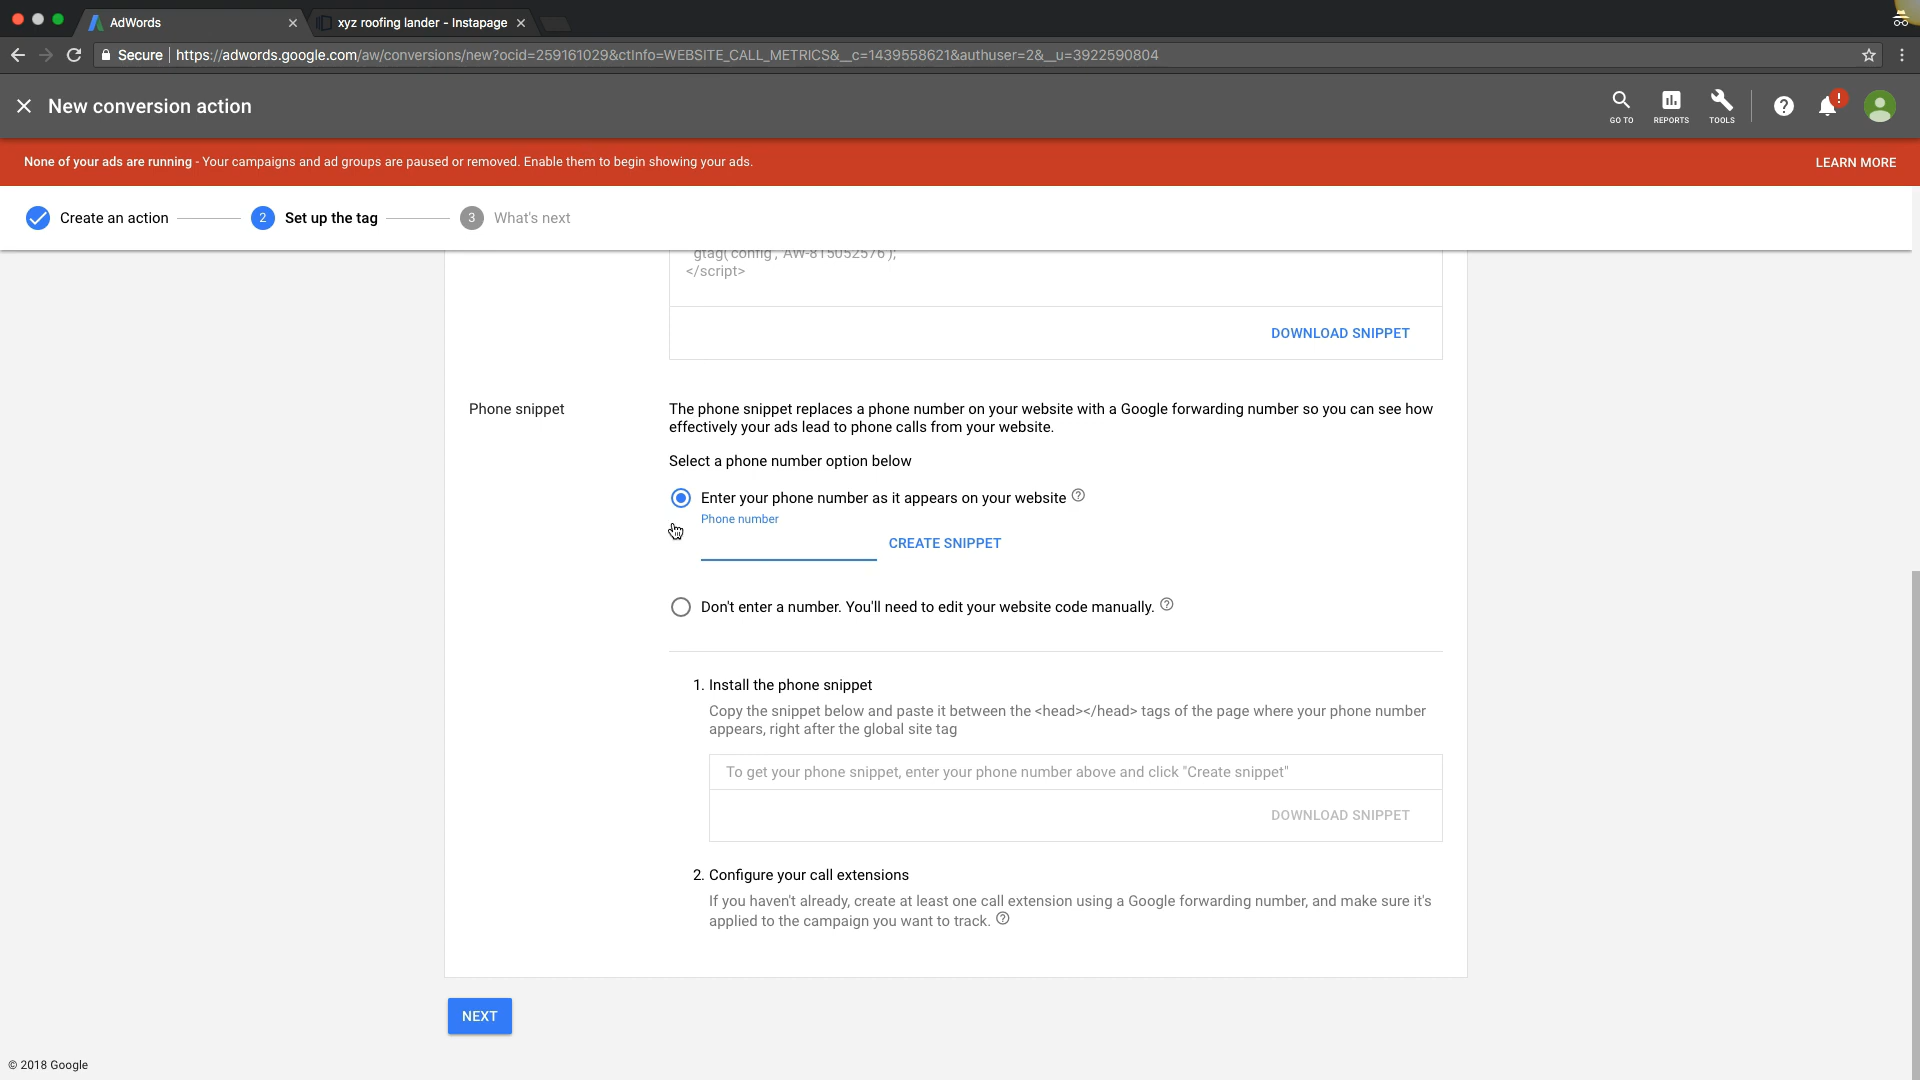 AdWords
xyz roofing lander - Instapage
Secure https://adwords.google.com/aw/conversions/new?ocid=259161029&ctInfo=WEBSITE_CALL_METRICS&__c=1439558621&authuser=2&__u=3922590804
New conversion action
GO TO
REPORTS
TOOLS
None of your ads are running - Your campaigns and ad groups are paused or removed. Enable them to begin showing your ads.
LEARN MORE
Create an action
2 Set up the tag
3 What's next
gtag('config', 'AW-815052576');
</script>
DOWNLOAD SNIPPET
Phone snippet
The phone snippet replaces a phone number on your website with a Google forwarding number so you can see how
effectively your ads lead to phone calls from your website.
Select a phone number option below
Enter your phone number as it appears on your website
Phone number
CREATE SNIPPET
Don't enter a number. You'll need to edit your website code manually.
1. Install the phone snippet
Copy the snippet below and paste it between the <head></head> tags of the page where your phone number
appears, right after the global site tag
To get your phone snippet, enter your phone number above and click "Create snippet"
DOWNLOAD SNIPPET
2. Configure your call extensions
If you haven't already, create at least one call extension using a Google forwarding number, and make sure it's
applied to the campaign you want to track.
NEXT
© 2018 Google